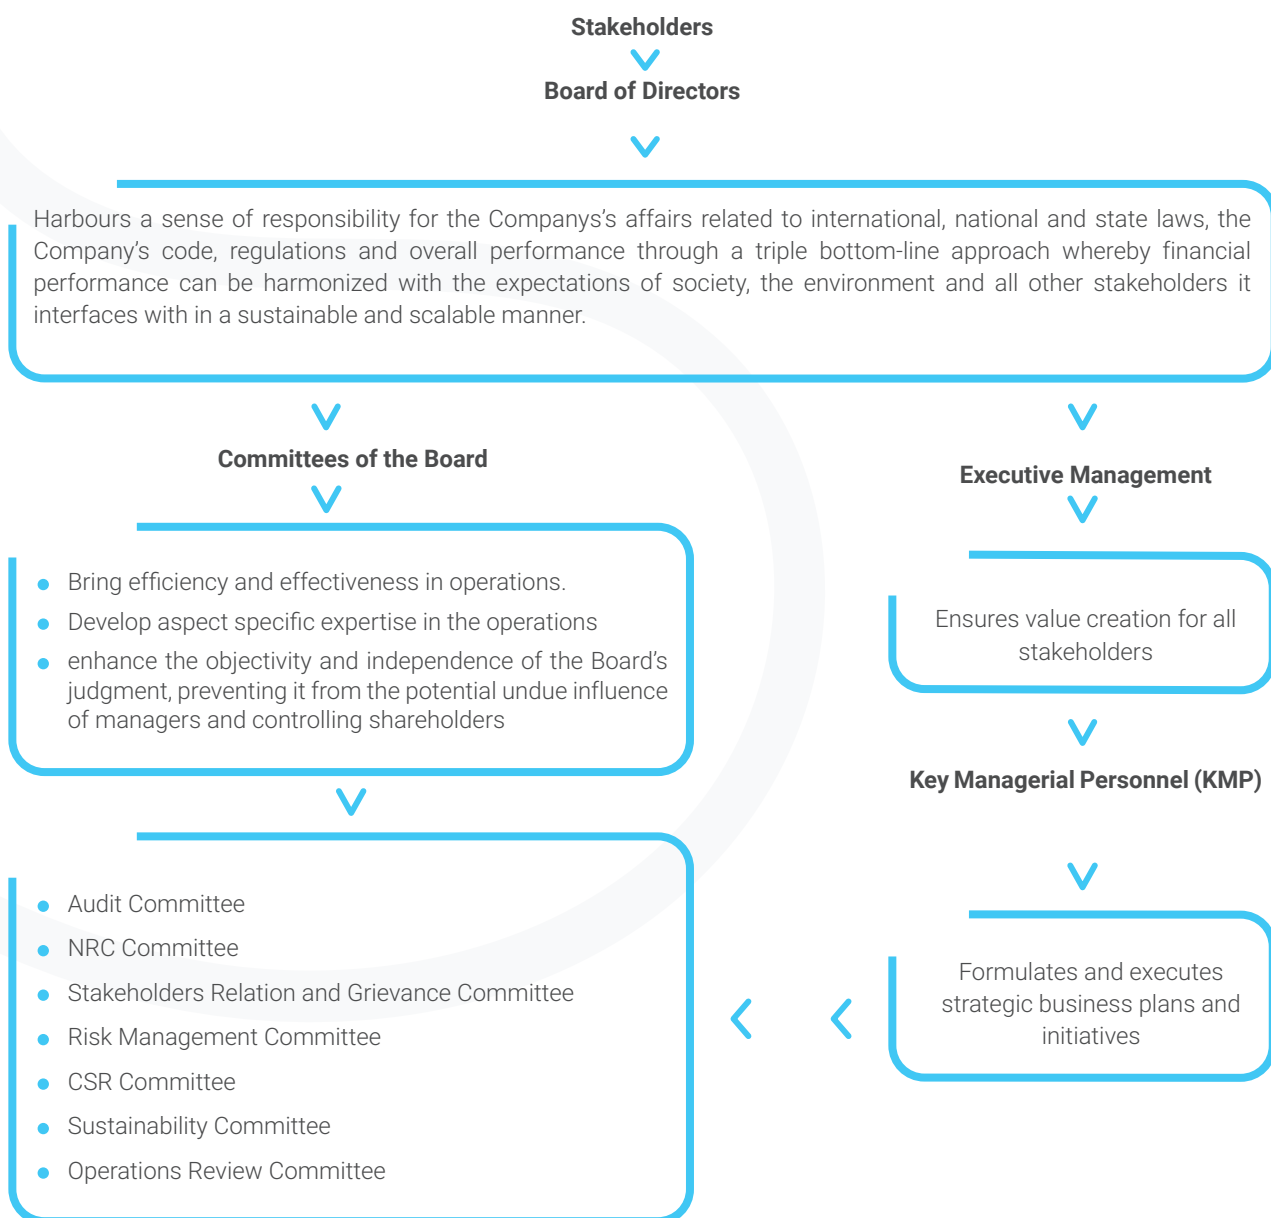 Stakeholders
Board of Directors
Harbours a sense of responsibility for the Companys's affairs related to international, national and state laws, the
Company's code, regulations and overall performance through a triple bottom-line approach whereby financial
performance can be harmonized with the expectations of society, the environment and all other stakeholders it
interfaces with in a sustainable and scalable manner.
Committees of the Board
Bring efficiency and effectiveness in operations.
Develop aspect specific expertise in the operations
enhance the objectivity and independence of the Board's
judgment, preventing it from the potential undue influence
of managers and controlling shareholders
Audit Committee
NRC Committee
Stakeholders Relation and Grievance Committee
Risk Management Committee
CSR Committee
Sustainability Committee
Operations Review Committee
Executive Management
Ensures value creation for all
stakeholders
Key Managerial Personnel (KMP)
Formulates and executes
strategic business plans and
initiatives